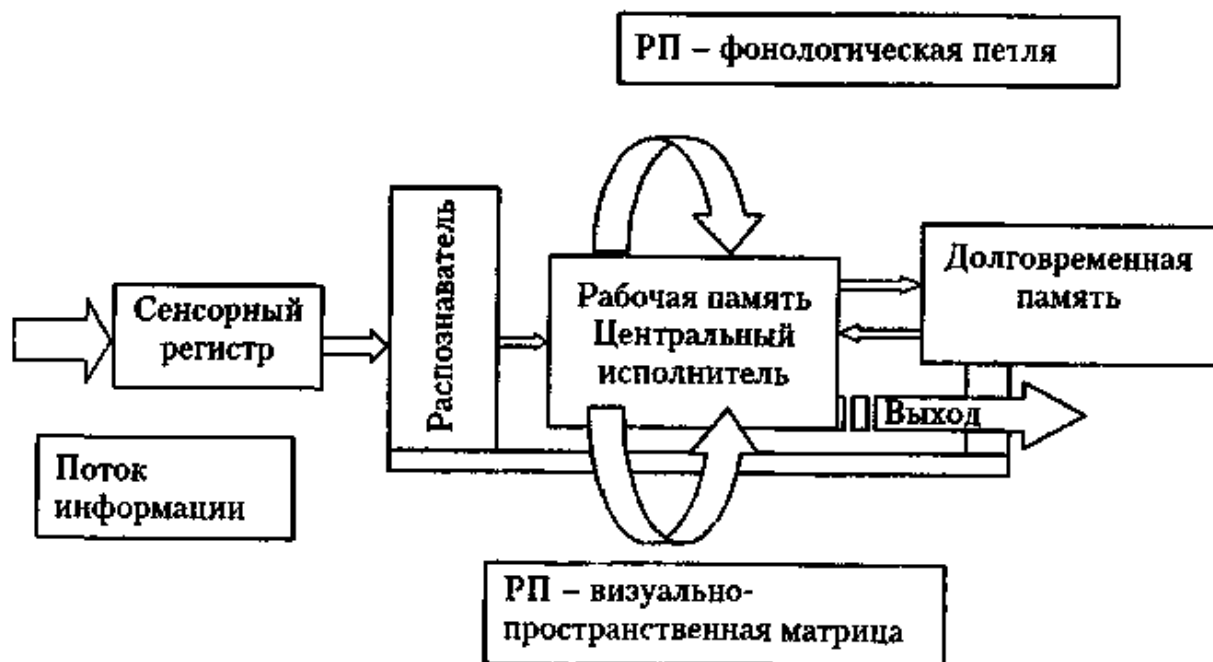 РП – фонологическая петля
Сенсорный
регистр
Распознаватель
Рабочая память
Центральный
исполнитель
Долговременная
память
Выход
Поток
информации
РП – визуально-
пространственная матрица